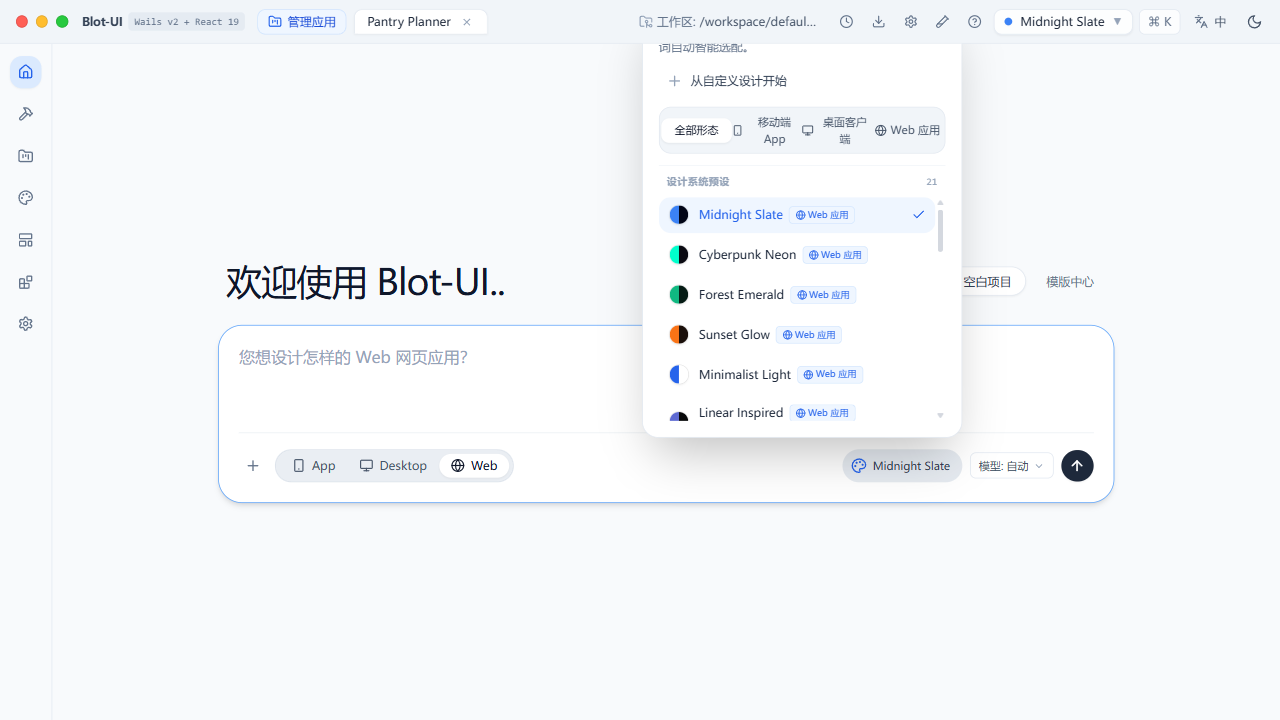 Blot-UI Wails v2 + React 19 管理应用 Pantry Planner 工作区: /workspace/defaul... Midnight Slate ⌘ K 中
词自动智能选配。
从自定义设计开始
全部形态 移动端 App 桌面客户端 Web 应用
设计系统预设 21
Midnight Slate Web 应用
Cyberpunk Neon Web 应用
Forest Emerald Web 应用
Sunset Glow Web 应用
Minimalist Light Web 应用
Linear Inspired Web 应用
欢迎使用 Blot-UI..
空白项目 模版中心
您想设计怎样的 Web 网页应用?
App Desktop Web Midnight Slate 模型: 自动